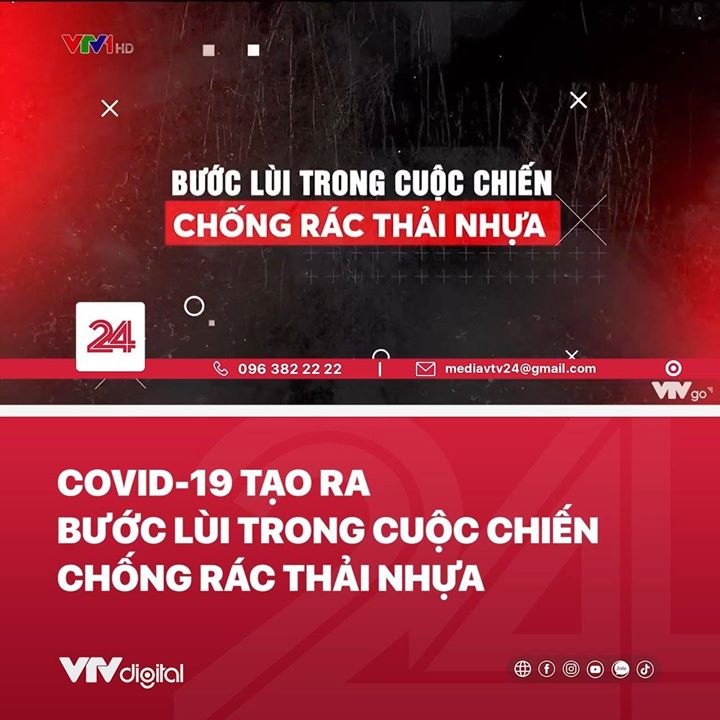 VTV1 HD
BƯỚC LÙI TRONG CUỘC CHIẾN
CHỐNG RÁC THẢI NHỰA
24
096 382 22 22 | mediavtv24@gmail.com
VTV go
COVID-19 TẠO RA
BƯỚC LÙI TRONG CUỘC CHIẾN
CHỐNG RÁC THẢI NHỰA
VTV digital
Zalo